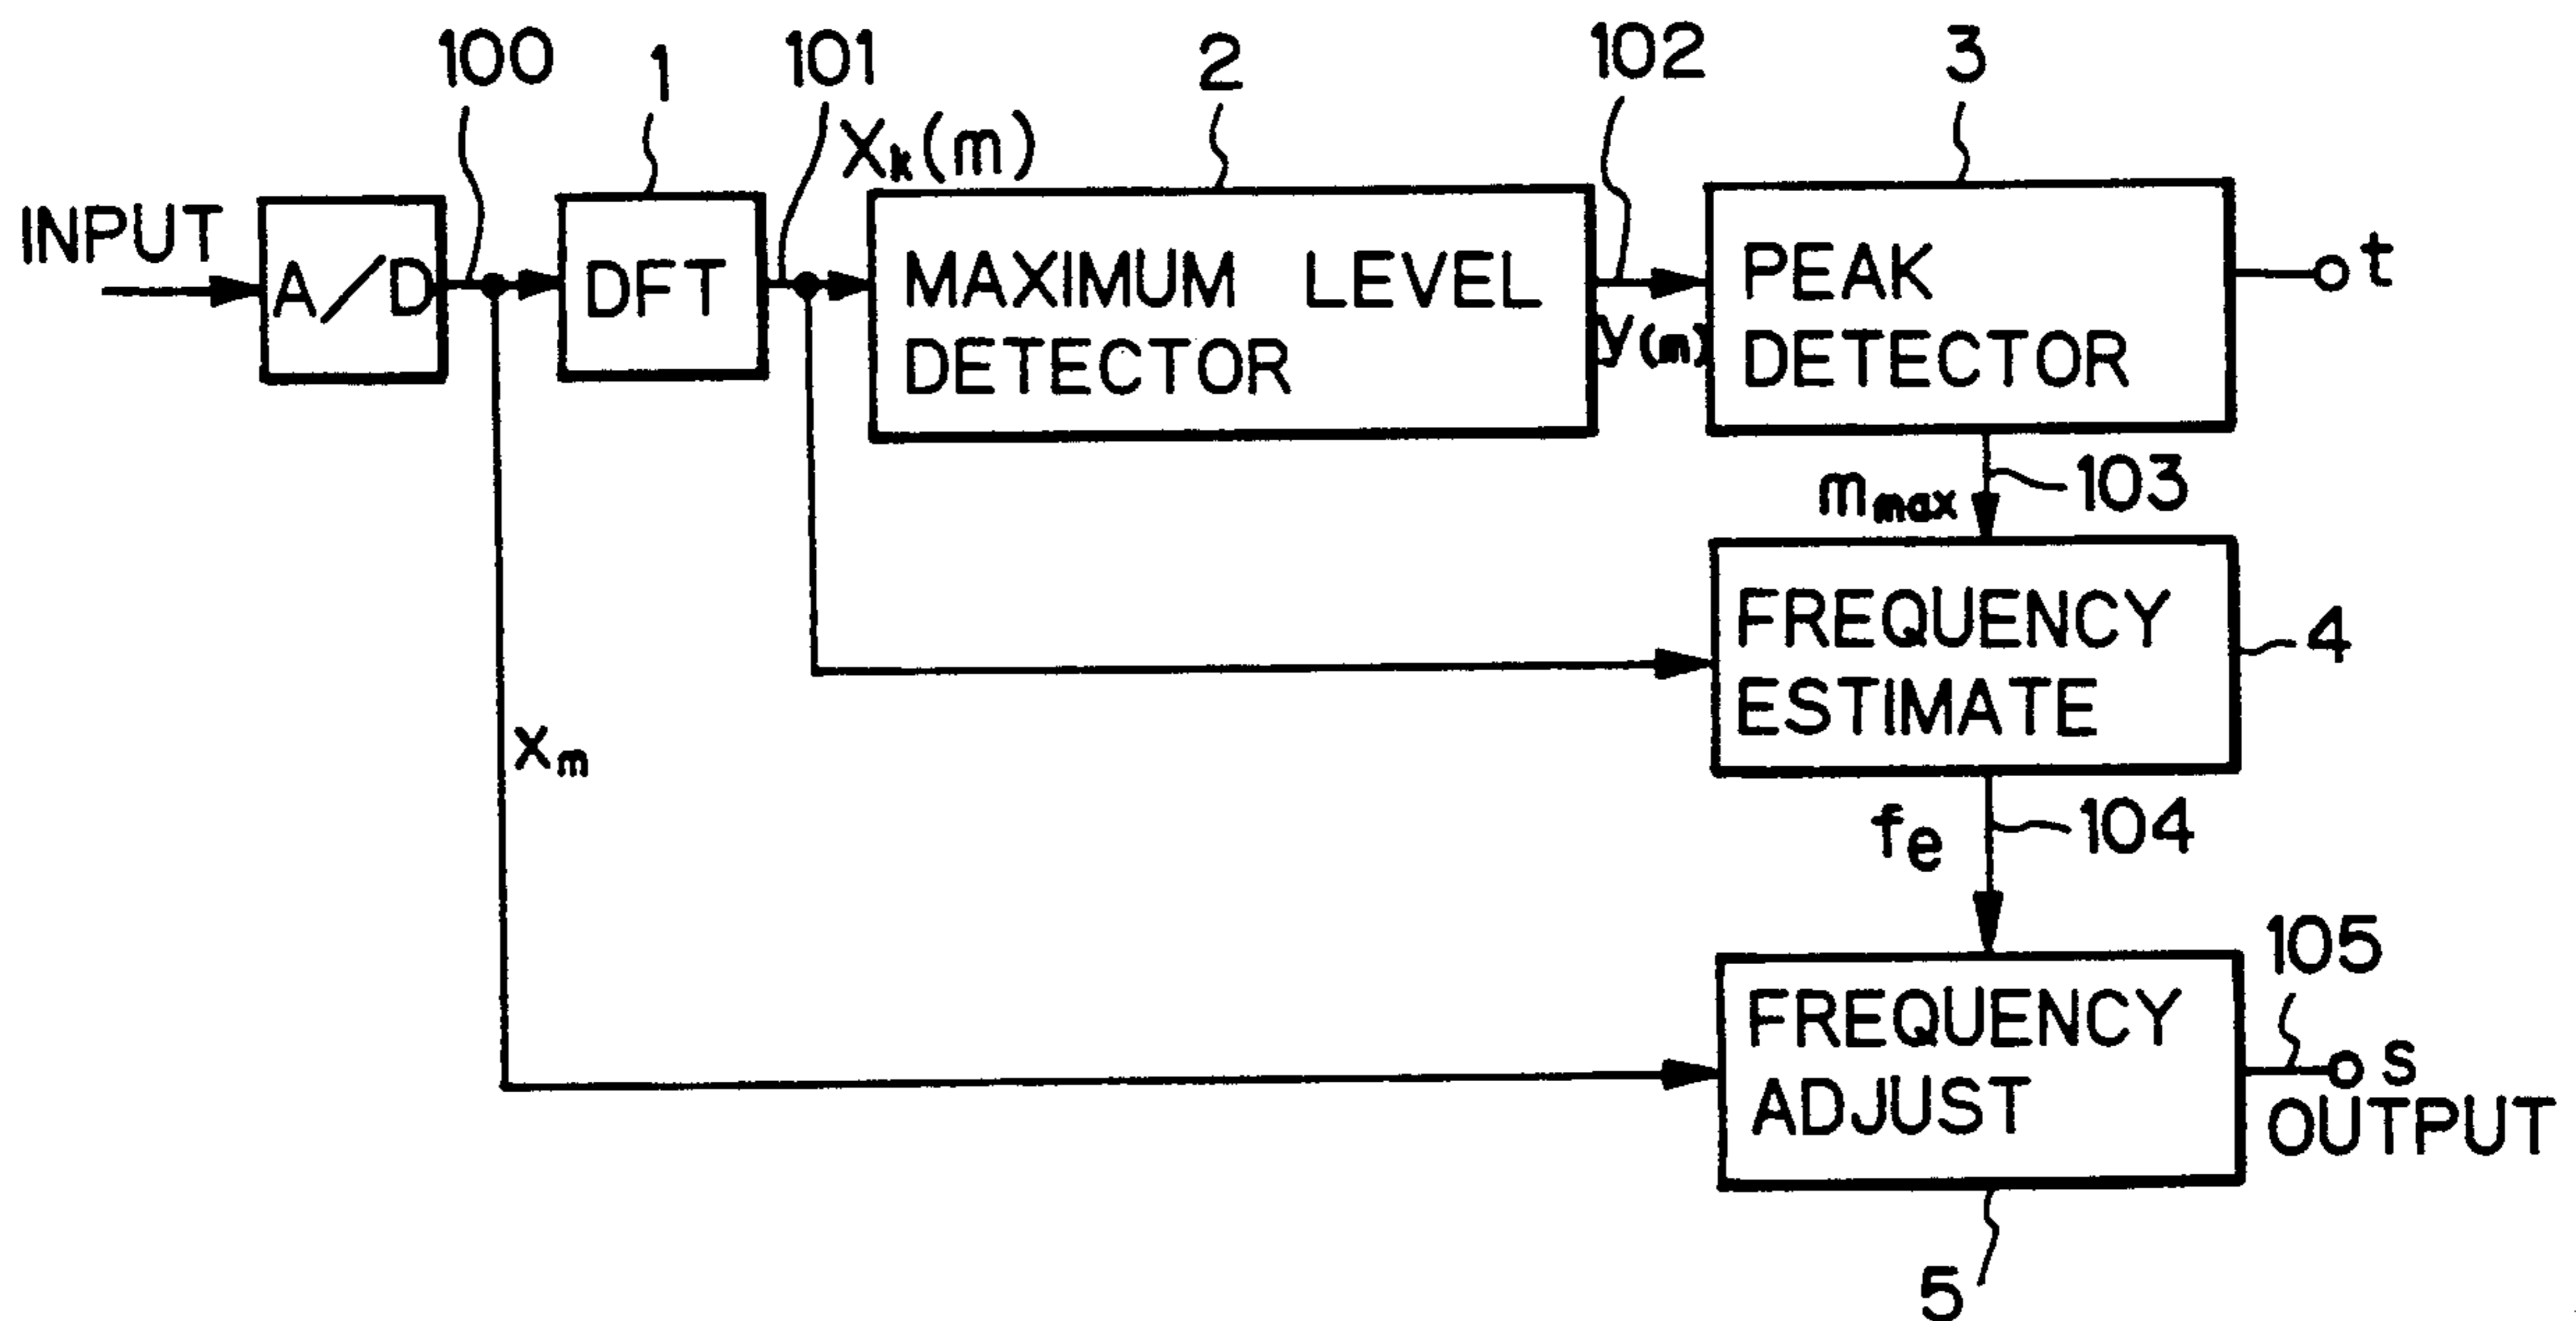 100
1
101
2
102
3
Xk(m)
INPUT
A/D
DFT
MAXIMUM LEVEL
DETECTOR
y(m)
PEAK
DETECTOR
t
mmax
103
FREQUENCY
ESTIMATE
4
xm
fe
104
105
FREQUENCY
ADJUST
s
OUTPUT
5